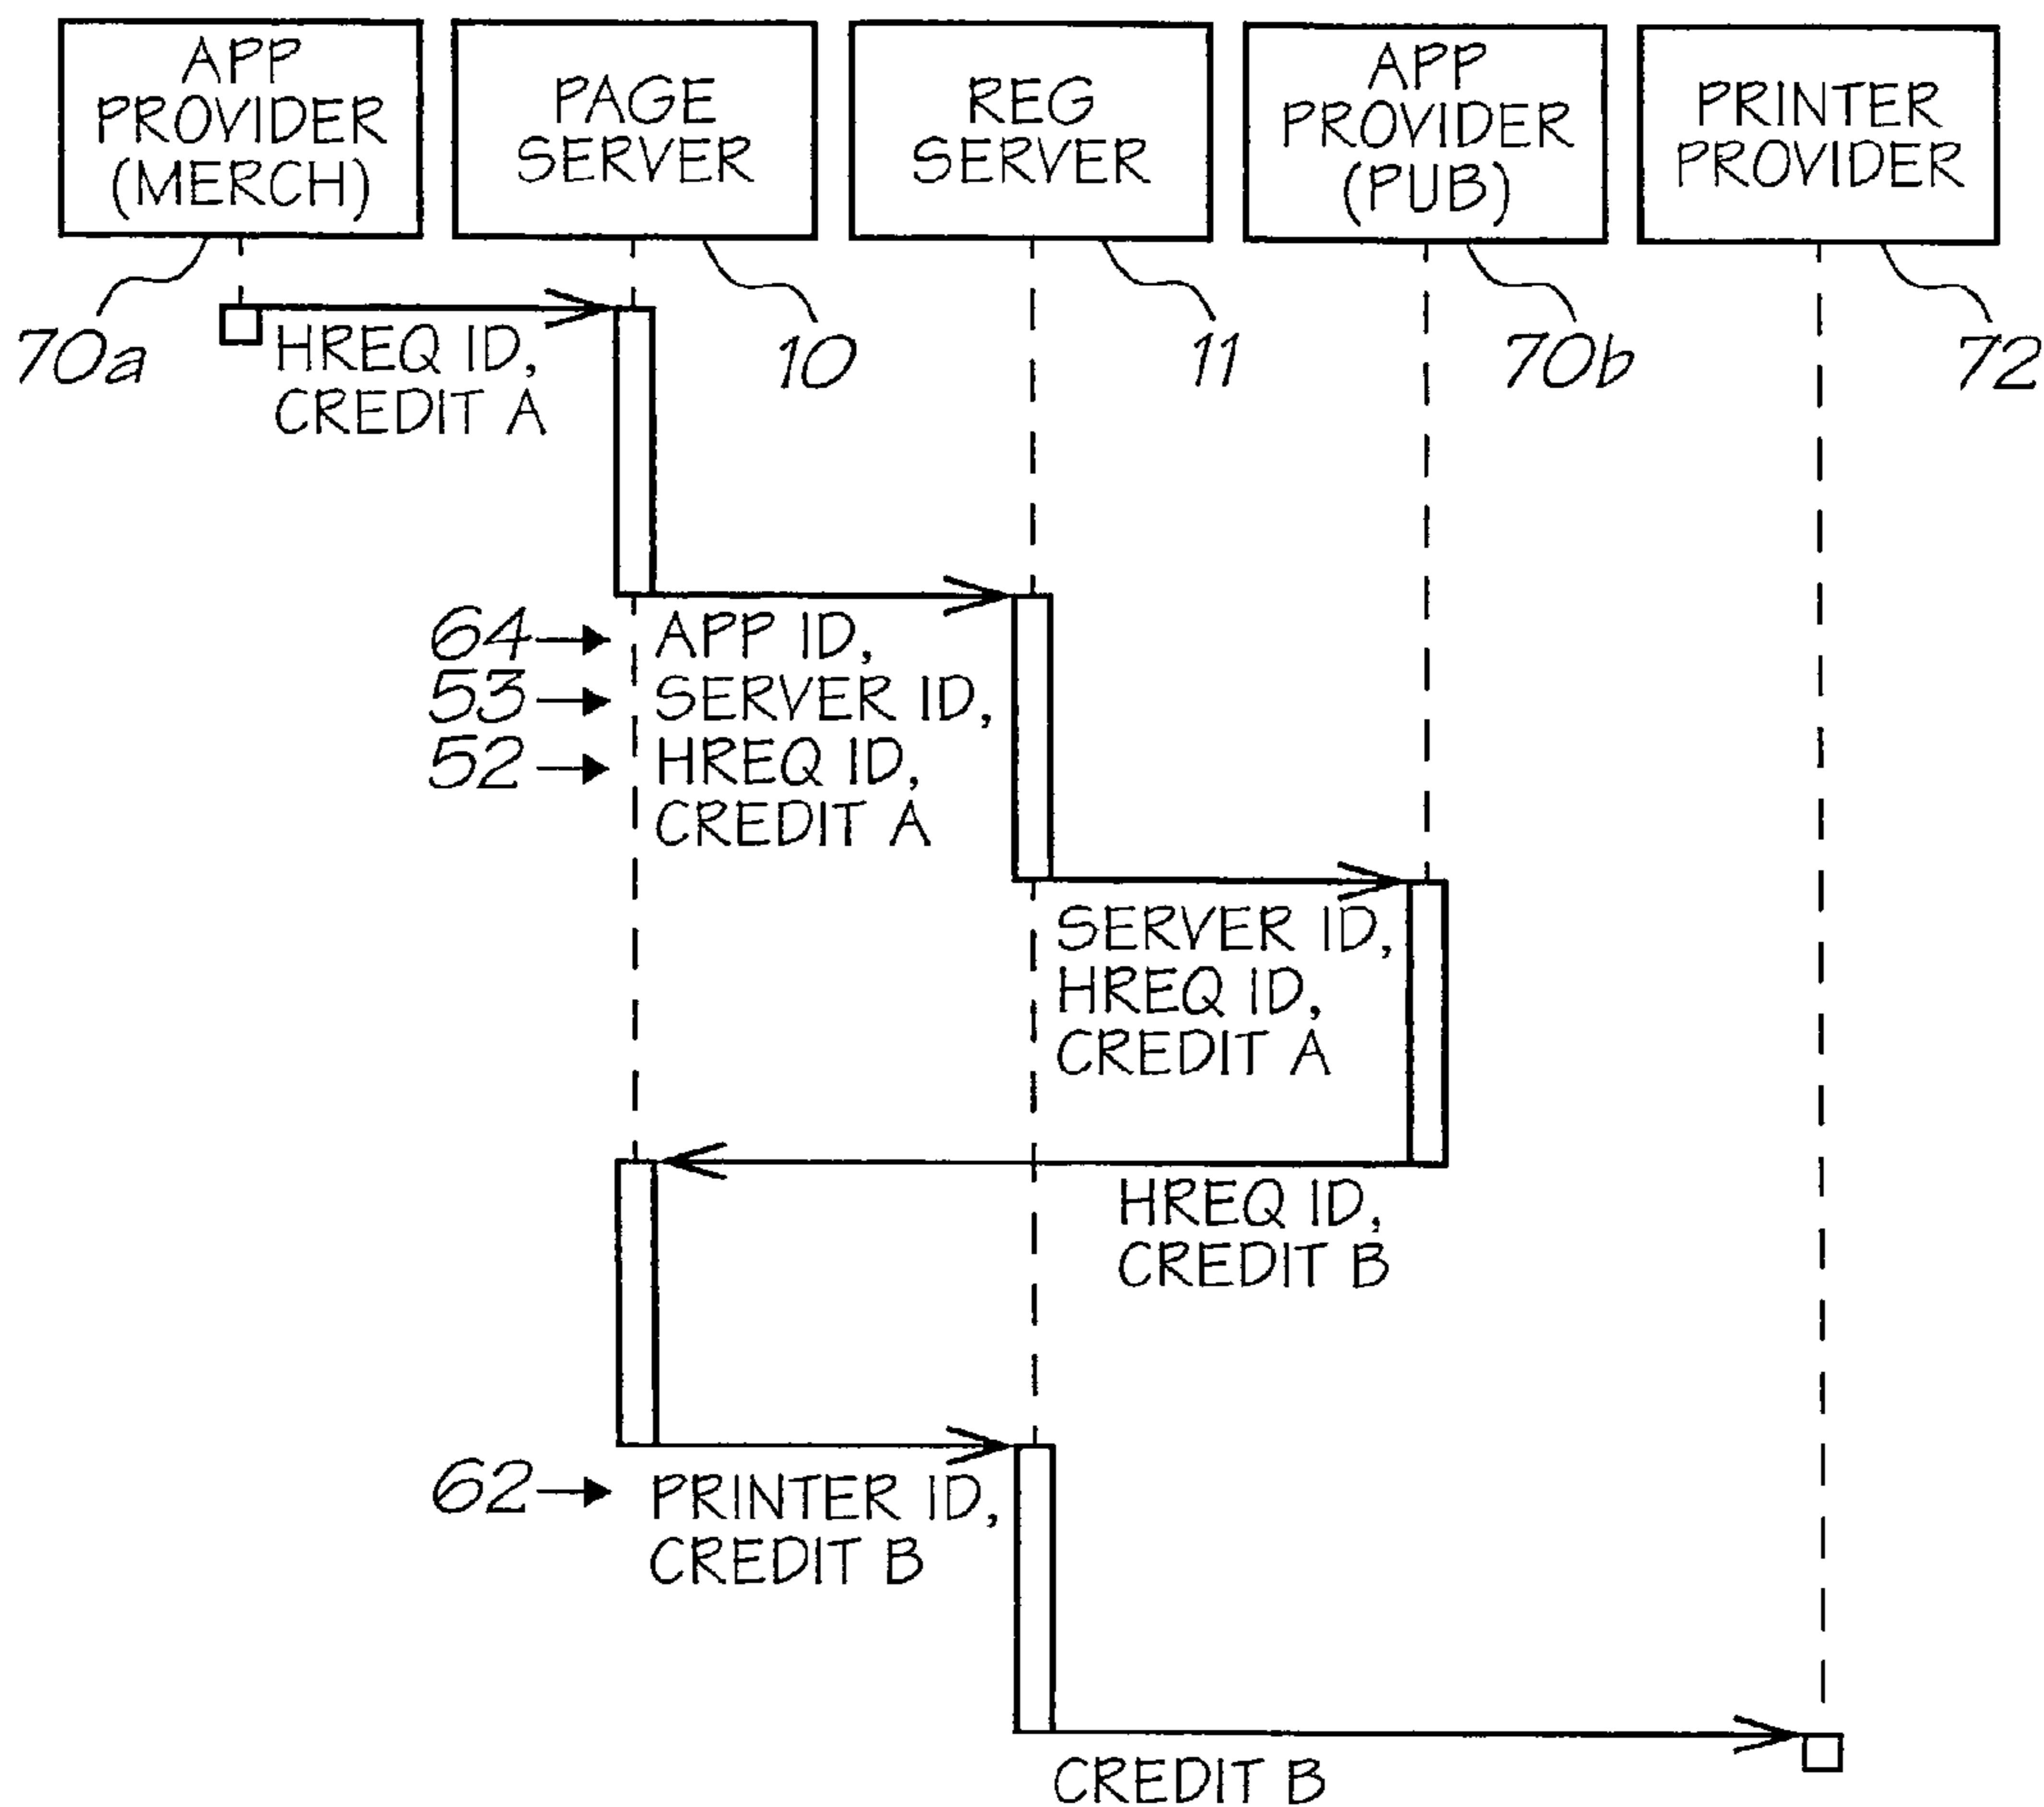 APP
PROVIDER
(MERCH)
PAGE
SERVER
REG
SERVER
APP
PROVIDER
(PUB)
PRINTER
PROVIDER
70a
10
11
70b
72
HREQ ID,
CREDIT A
64
APP ID,
53
SERVER ID,
52
HREQ ID,
CREDIT A
SERVER ID,
HREQ ID,
CREDIT A
HREQ ID,
CREDIT B
62
PRINTER ID,
CREDIT B
CREDIT B